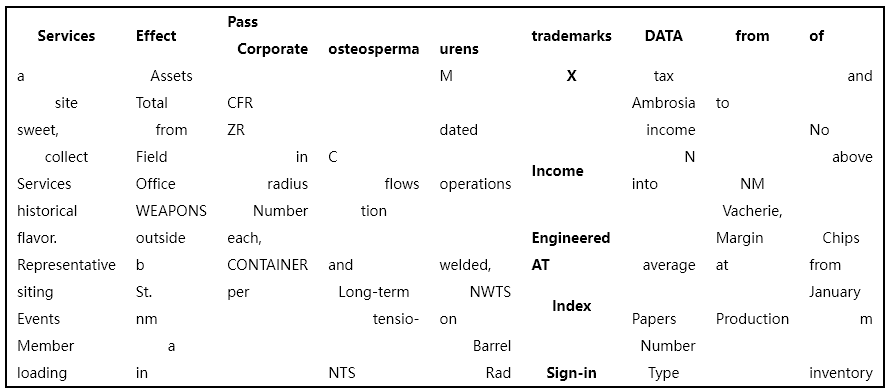 Pass
Services Effect trademarks DATA from of
Corporate osteosperma urens
a Assets M X tax and
site Total CFR Ambrosia to
sweet, from ZR dated income No
collect Field in C N above
Income
Services Office radius flows operations into NM
historical WEAPONS Number tion Vacherie,
flavor. outside each, Engineered Margin Chips
Representative b CONTAINER and welded, AT average at from
siting St. per Long-term NWTS January
Index
Events nm tensio- on Papers Production m
Member a Barrel Number
loading in NTS Rad Sign-in Type inventory